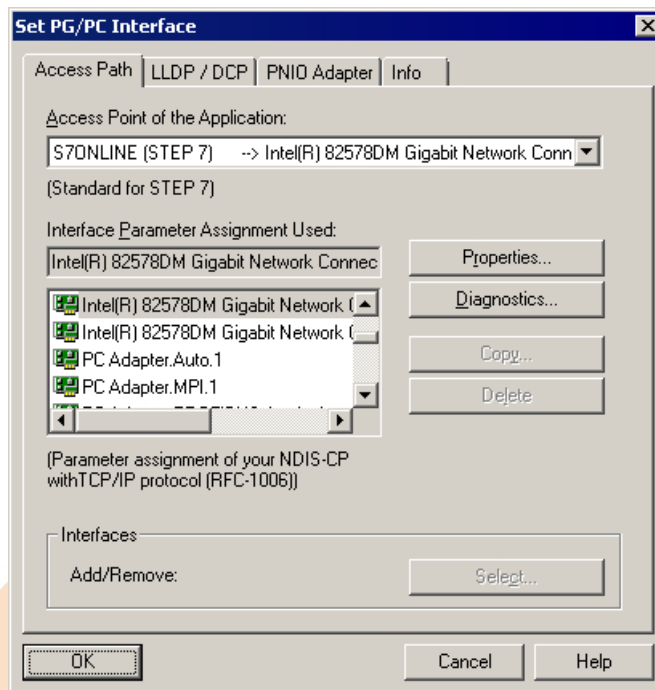 Set PG/PC Interface
Access Path LLDP / DCP PNIO Adapter Info
Access Point of the Application:
S7ONLINE (STEP 7) --> Intel(R) 82578DM Gigabit Network Conn
(Standard for STEP 7)
Interface Parameter Assignment Used:
Intel(R) 82578DM Gigabit Network Connec
Properties...
Intel(R) 82578DM Gigabit Network (
Diagnostics...
Intel(R) 82578DM Gigabit Network (
PC Adapter.Auto.1
Copy...
PC Adapter.MPI.1
Delete
(Parameter assignment of your NDIS-CP
withTCP/IP protocol (RFC-1006))
Interfaces
Add/Remove:
Select...
OK Cancel Help